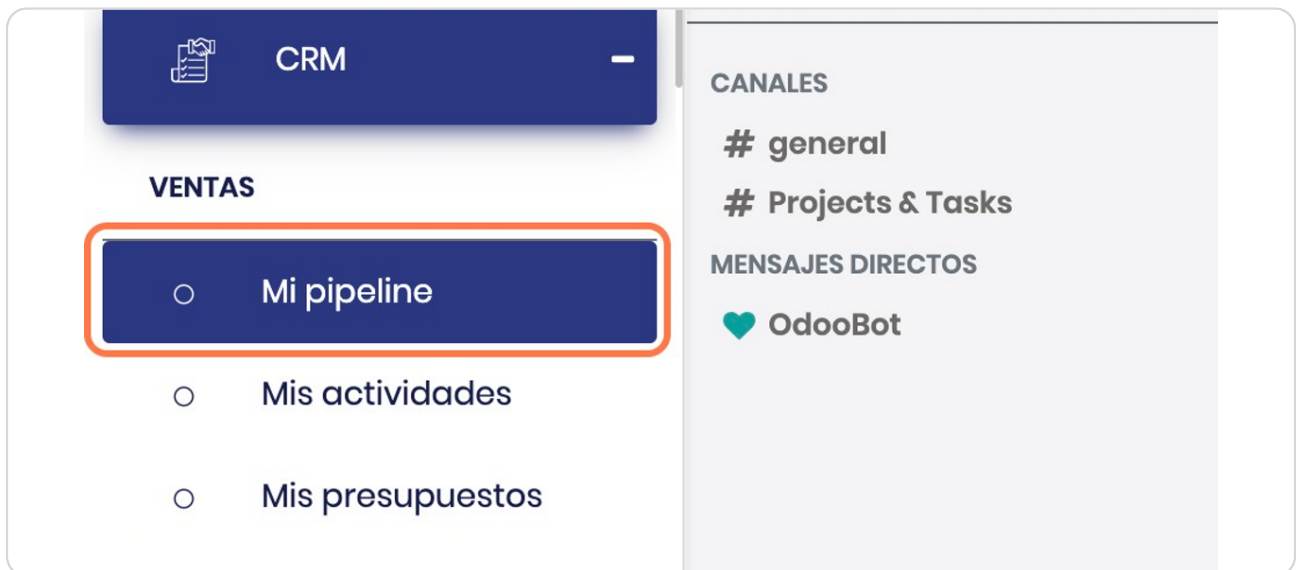 CRM
VENTAS
Mi pipeline
Mis actividades
Mis presupuestos
CANALES
# general
# Projects & Tasks
MENSAJES DIRECTOS
OdooBot